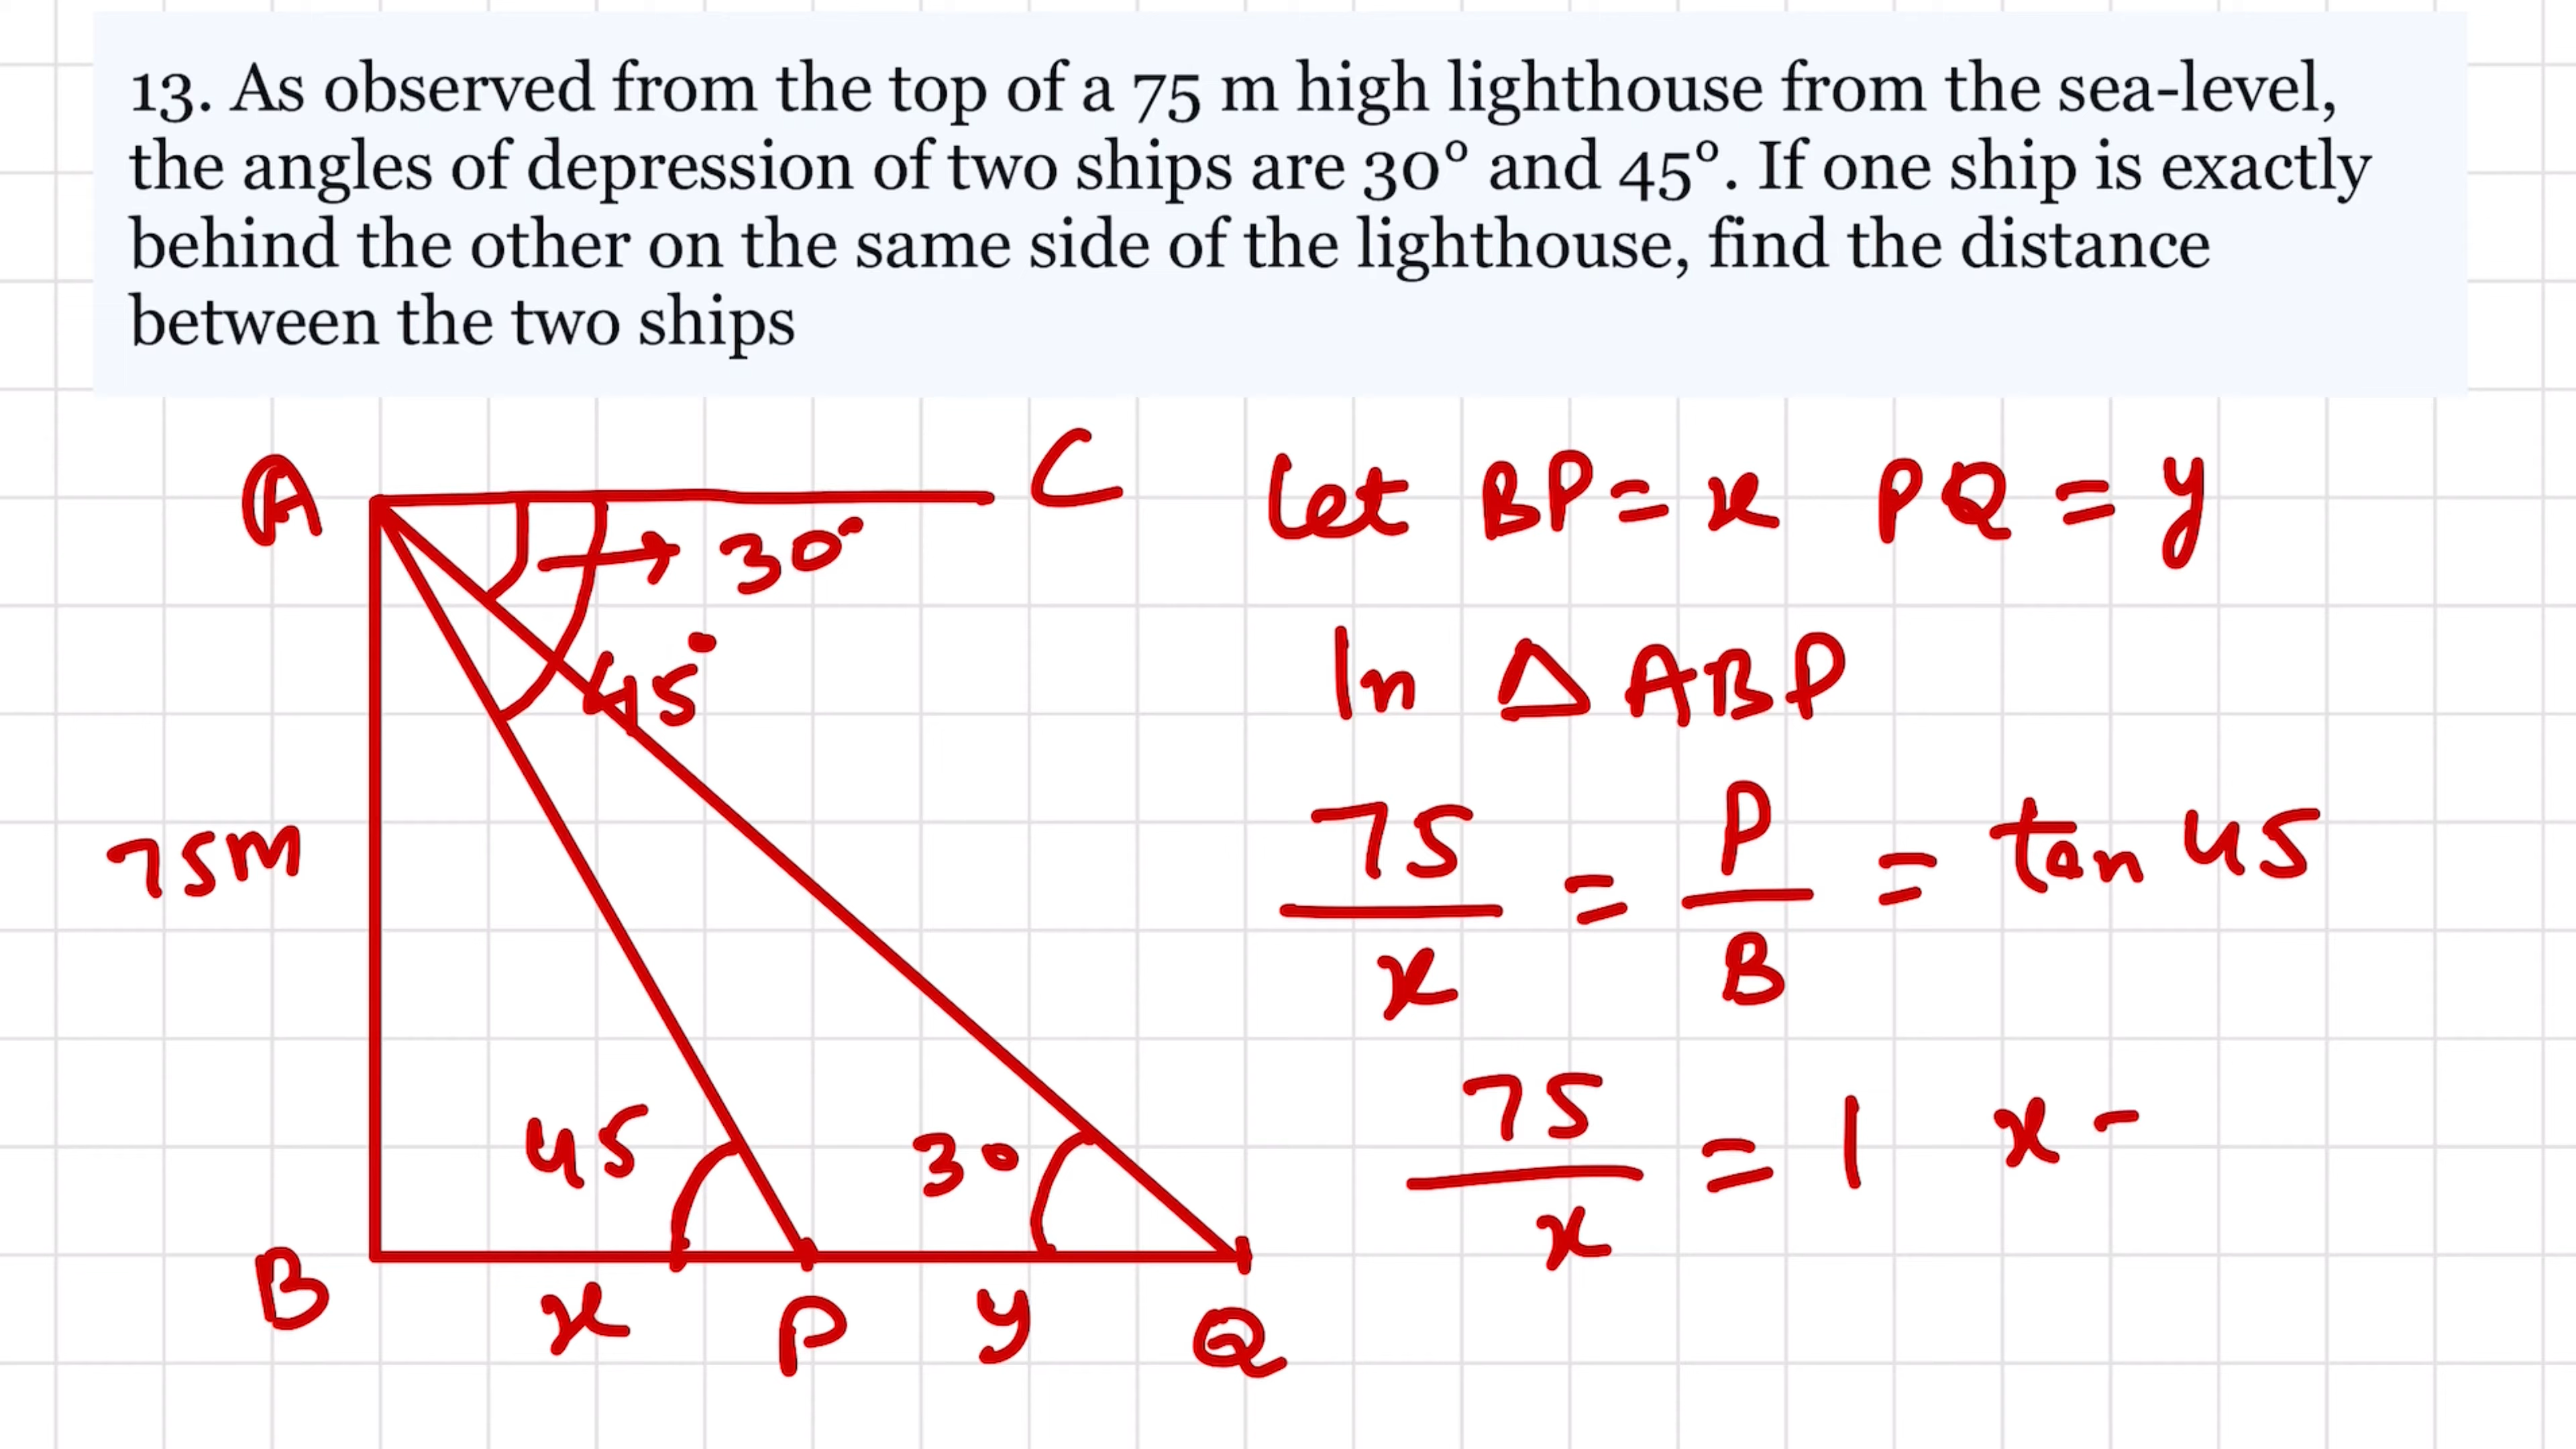 13. As observed from the top of a 75 m high lighthouse from the sea-level,
the angles of depression of two ships are 30° and 45°. If one ship is exactly
behind the other on the same side of the lighthouse, find the distance
between the two ships
A
C
30°
45°
75m
45
30
B
x
P
y
Q
Let BP = x PQ = y
In Δ ABP
75/x = P/B = tan 45
75/x = 1 x -